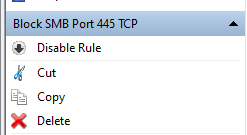 Block SMB Port 445 TCP
Disable Rule
Cut
Copy
Delete